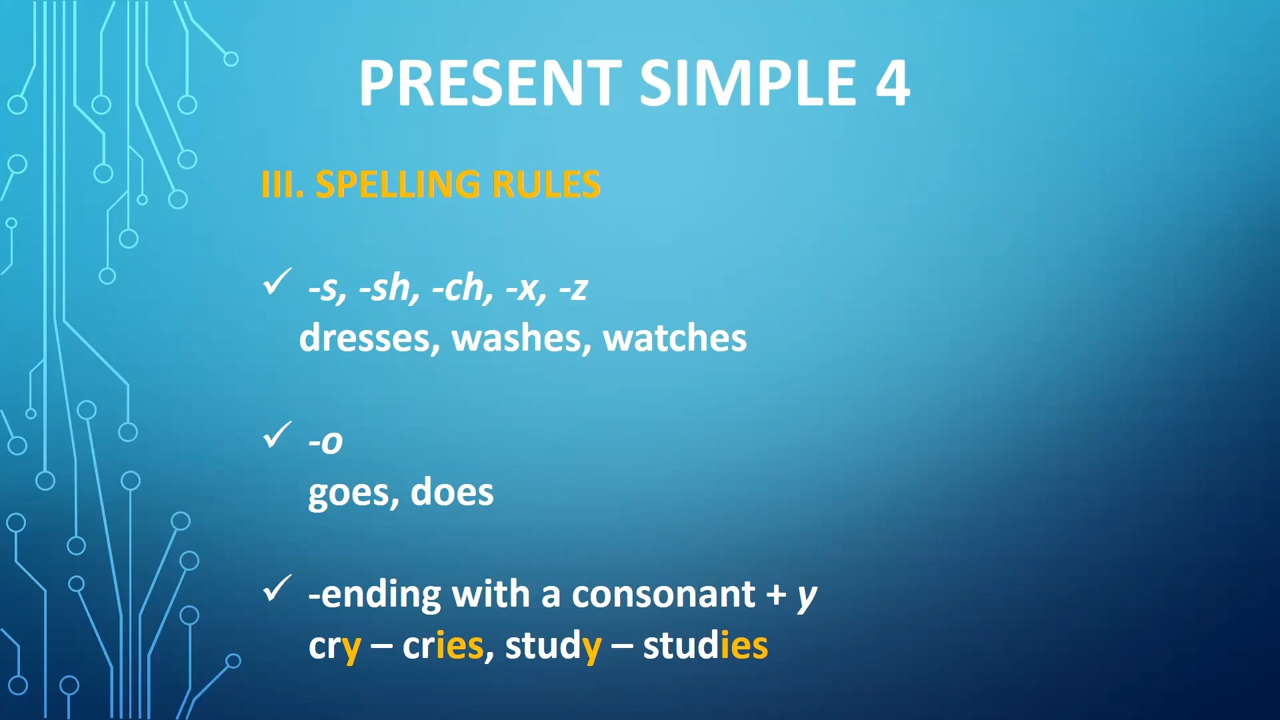 PRESENT SIMPLE 4
III. SPELLING RULES
✓ -s, -sh, -ch, -x, -z
dresses, washes, watches
✓ -o
goes, does
✓ -ending with a consonant + y
cry – cries, study – studies